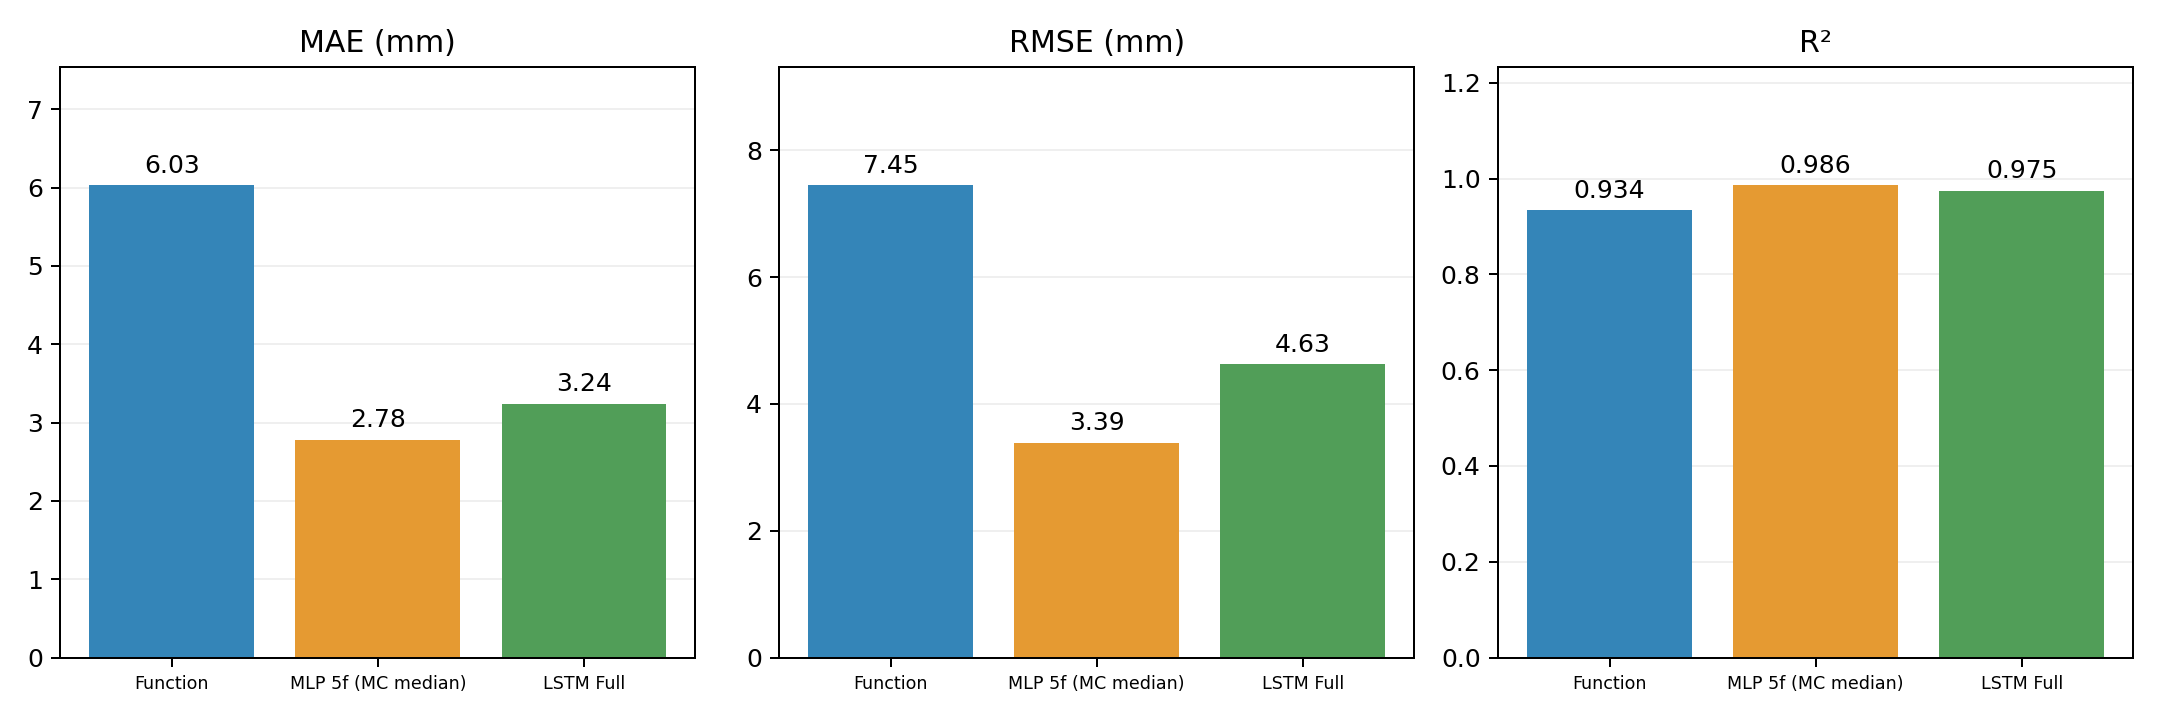 MAE (mm)
7
6
5
4
3
2
1
0
6.03
2.78
3.24
Function
MLP 5f (MC median)
LSTM Full
RMSE (mm)
8
6
4
2
0
7.45
3.39
4.63
Function
MLP 5f (MC median)
LSTM Full
R²
1.2
1.0
0.8
0.6
0.4
0.2
0.0
0.934
0.986
0.975
Function
MLP 5f (MC median)
LSTM Full